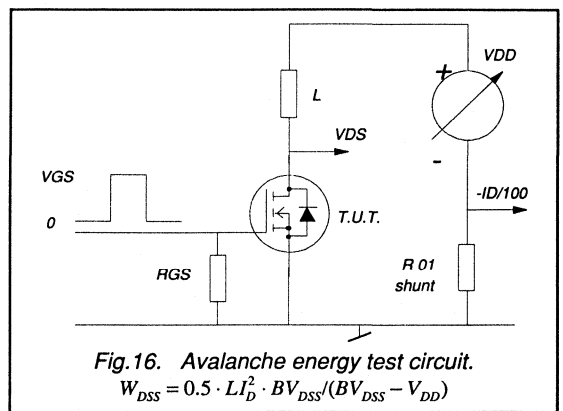 VDD
+
L
VDS
-
VGS
-ID/100
0
T.U.T.
RGS
R 01
shunt
Fig.16. Avalanche energy test circuit.
W_DSS = 0.5 · LI_D^2 · BV_DSS/(BV_DSS − V_DD)